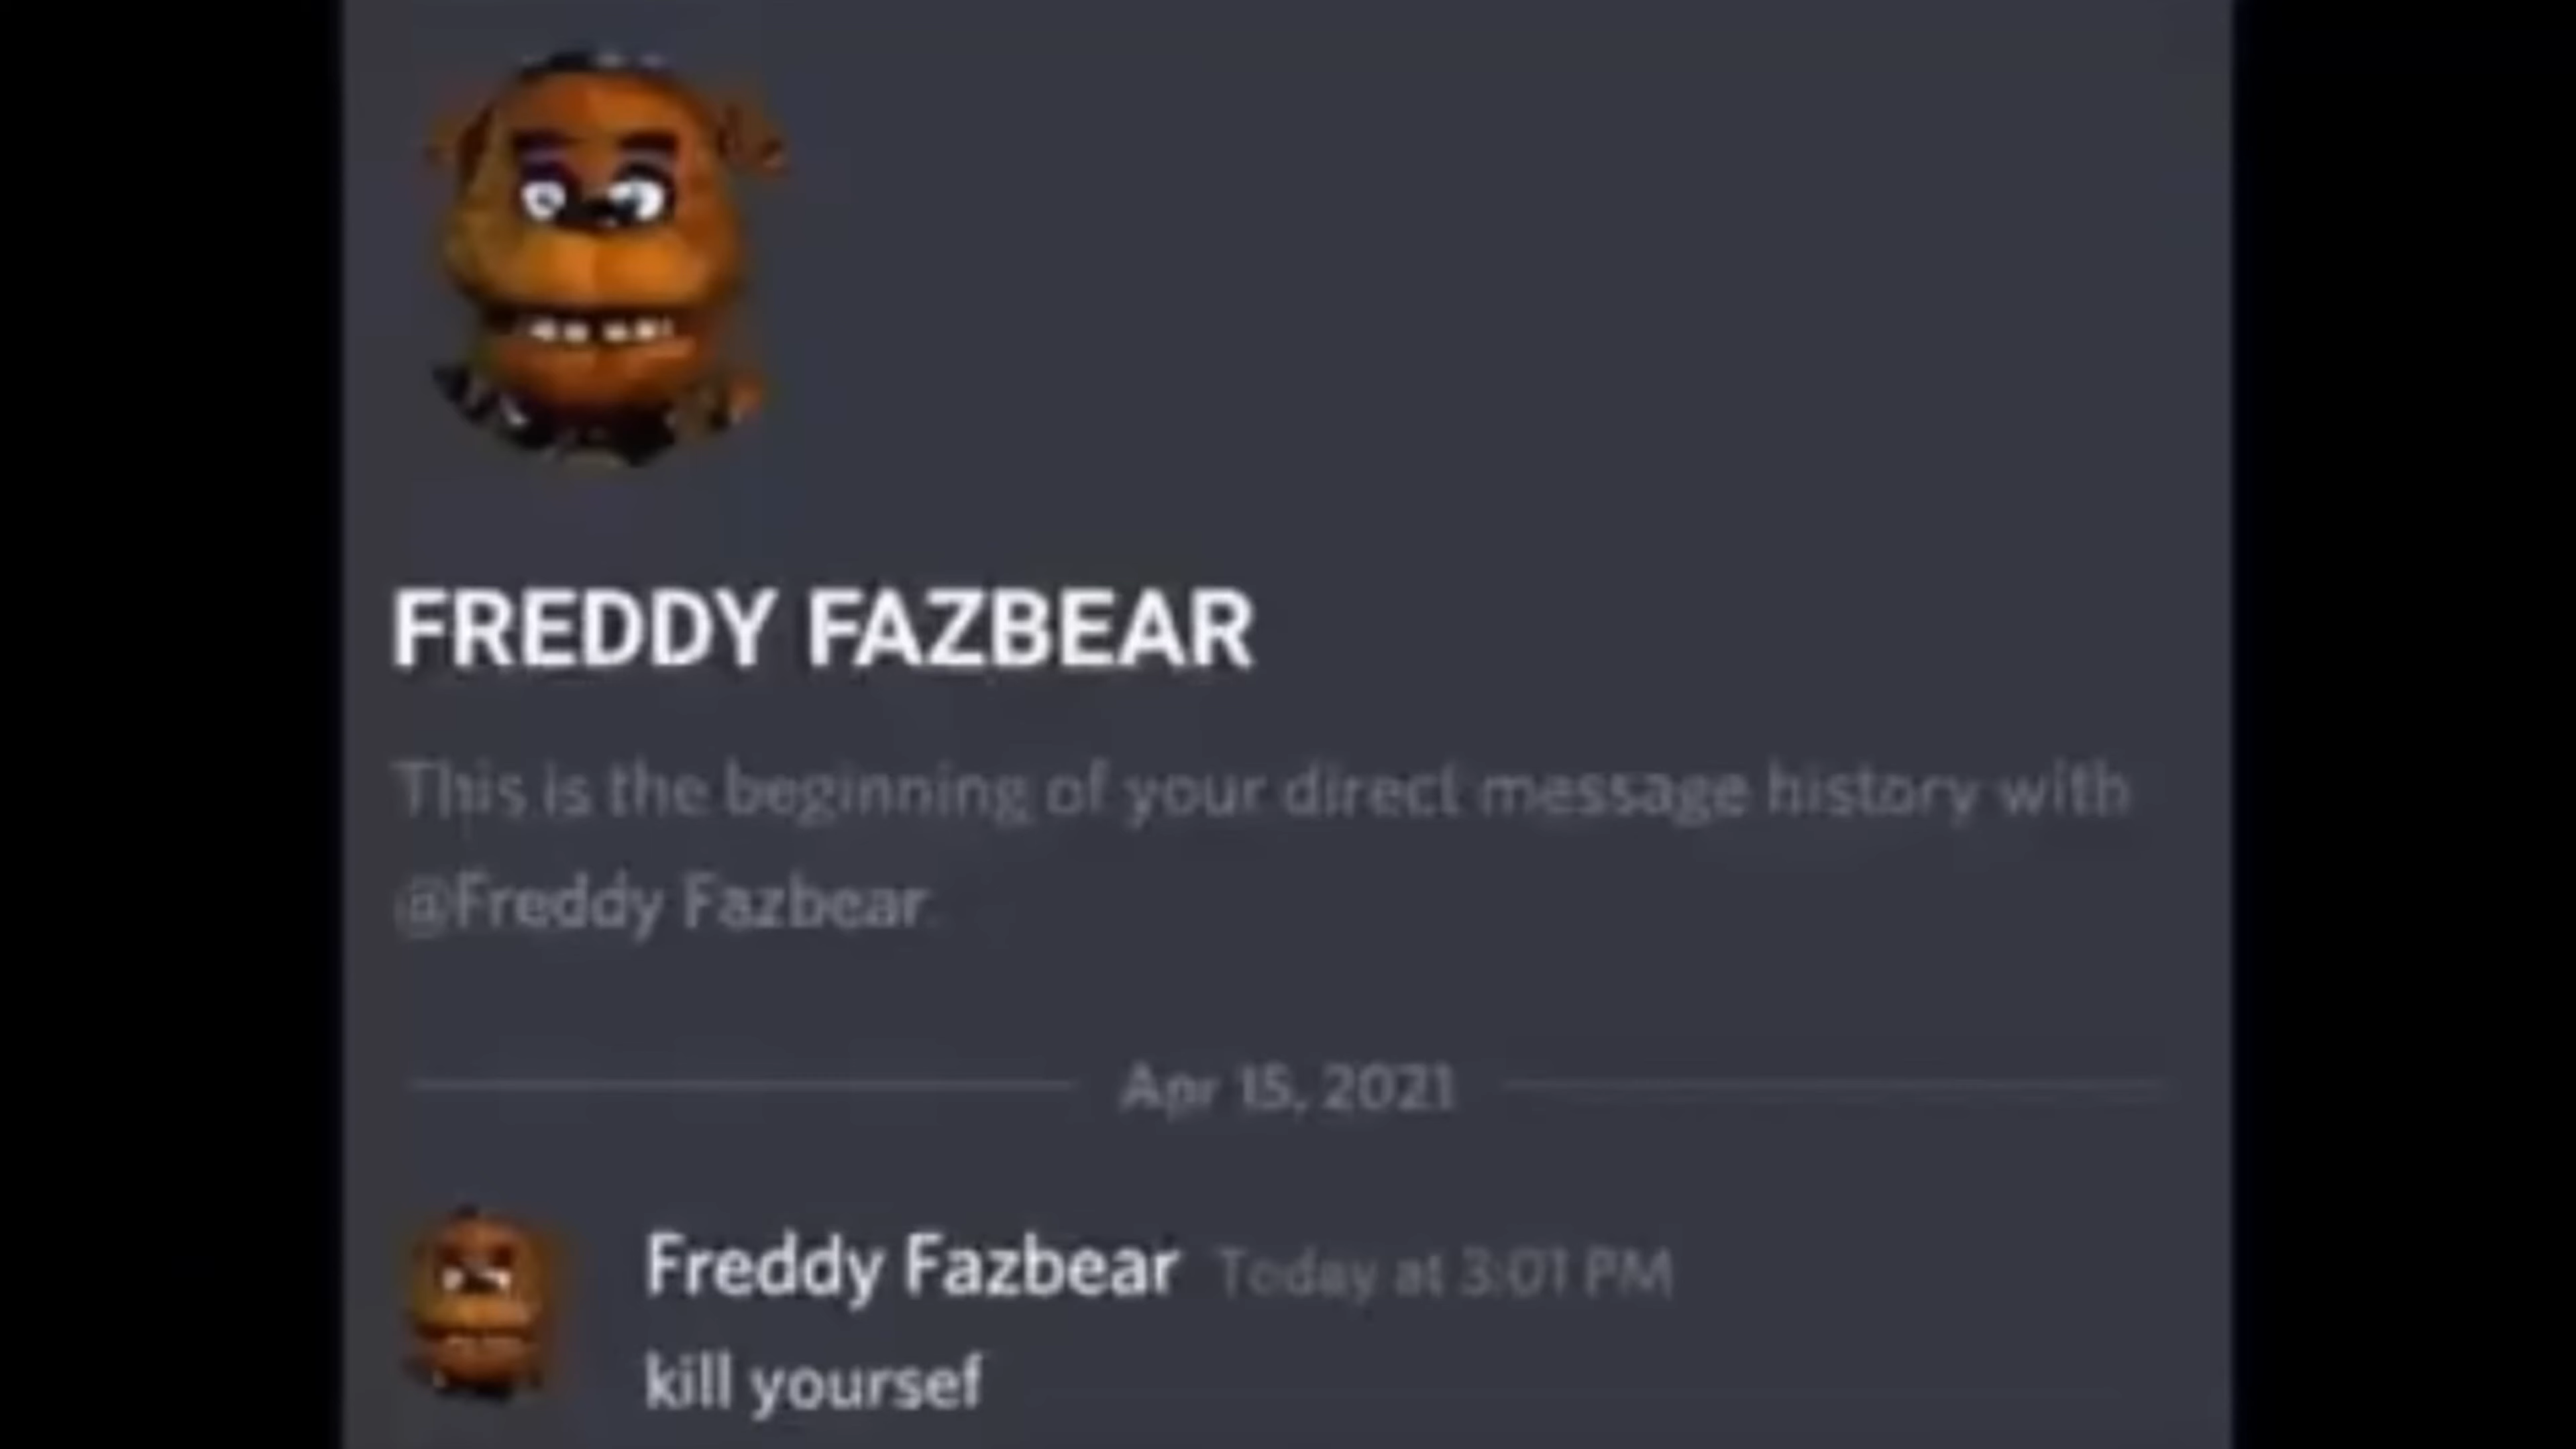 FREDDY FAZBEAR
This is the beginning of your direct message history with
@Freddy Fazbear.
Apr 15, 2021
Freddy Fazbear Today at 3:01 PM
kill yoursef